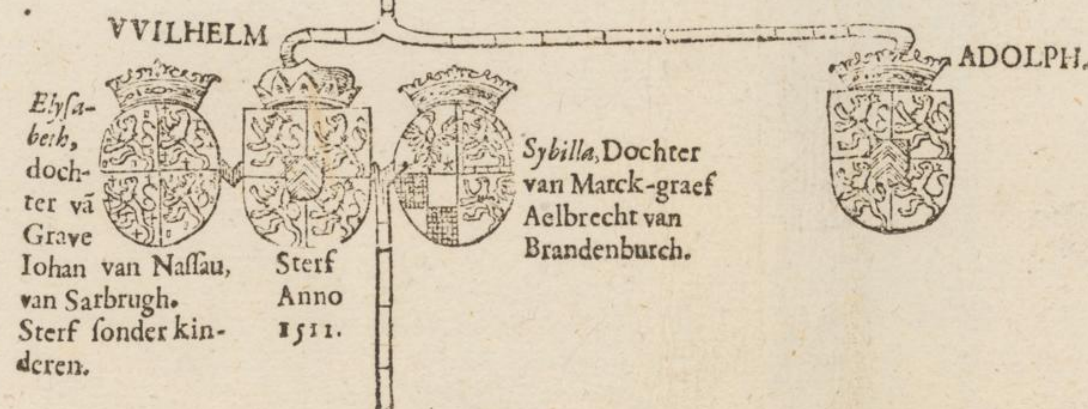 VVILHELM
ADOLPH.
Elyſa-
beth,
doch-
ter vã
Grave
Iohan van Naſſau,
van Sarbrugh.
Sterf ſonder kin-
deren.
Sterf
Anno
1511.
Sybilla, Dochter
van Marck-graef
Aelbrecht van
Brandenburch.